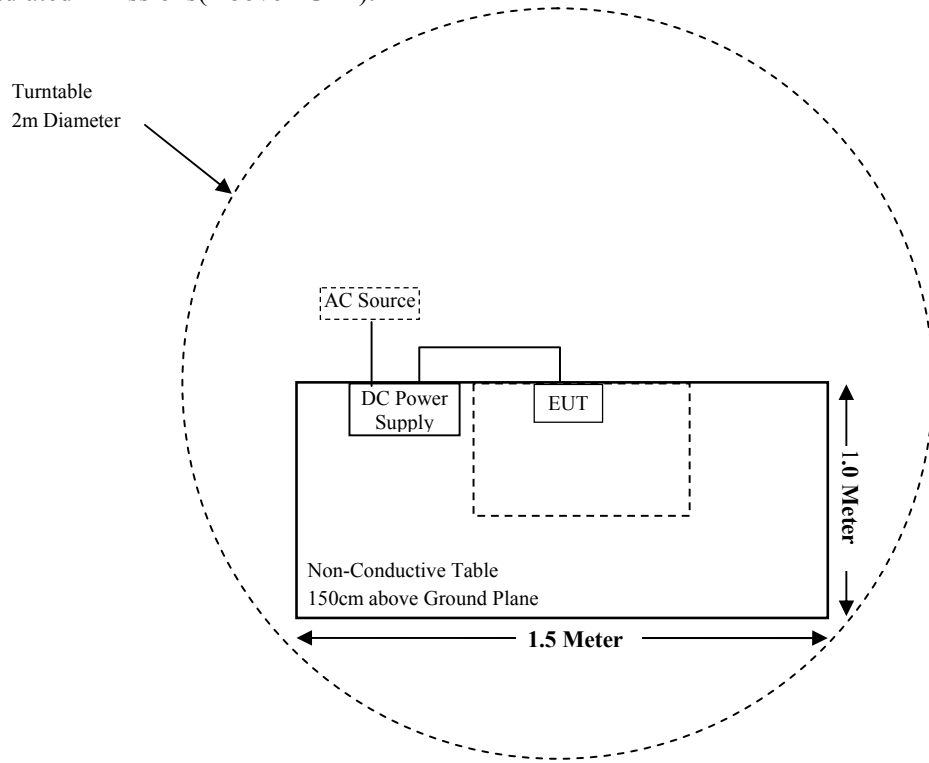 Turntable
2m Diameter
AC Source
DC Power
Supply
EUT
1.0 Meter
Non-Conductive Table
150cm above Ground Plane
1.5 Meter